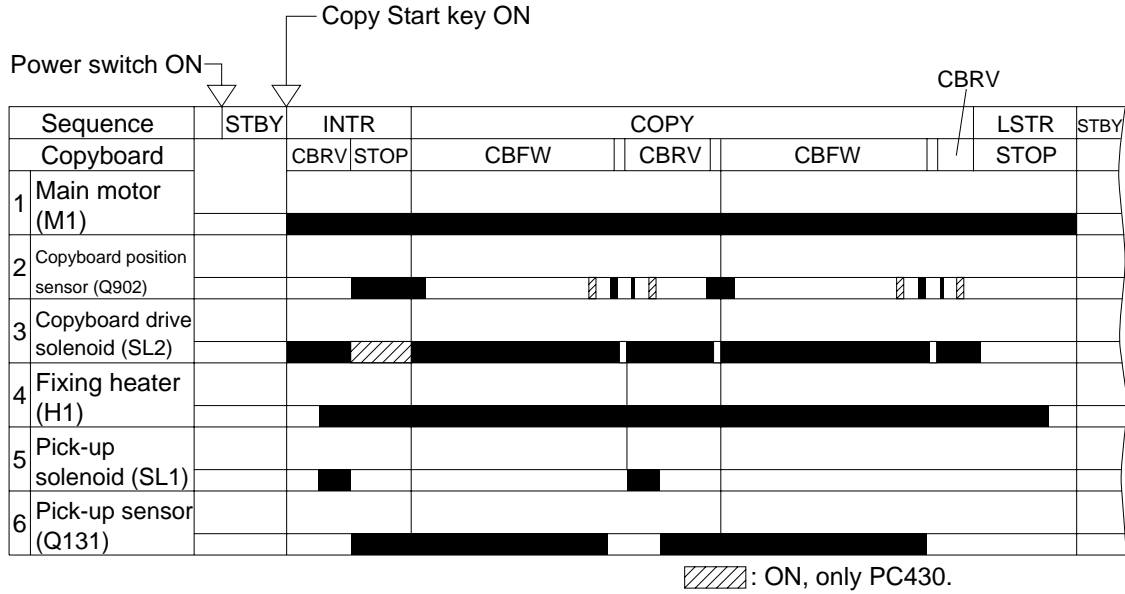 Copy Start key ON
Power switch ON
CBRV
Sequence STBY INTR COPY LSTR STBY
Copyboard CBRV STOP CBFW CBRV CBFW STOP
1 Main motor
(M1)
2 Copyboard position
sensor (Q902)
3 Copyboard drive
solenoid (SL2)
4 Fixing heater
(H1)
5 Pick-up
solenoid (SL1)
6 Pick-up sensor
(Q131)
: ON, only PC430.